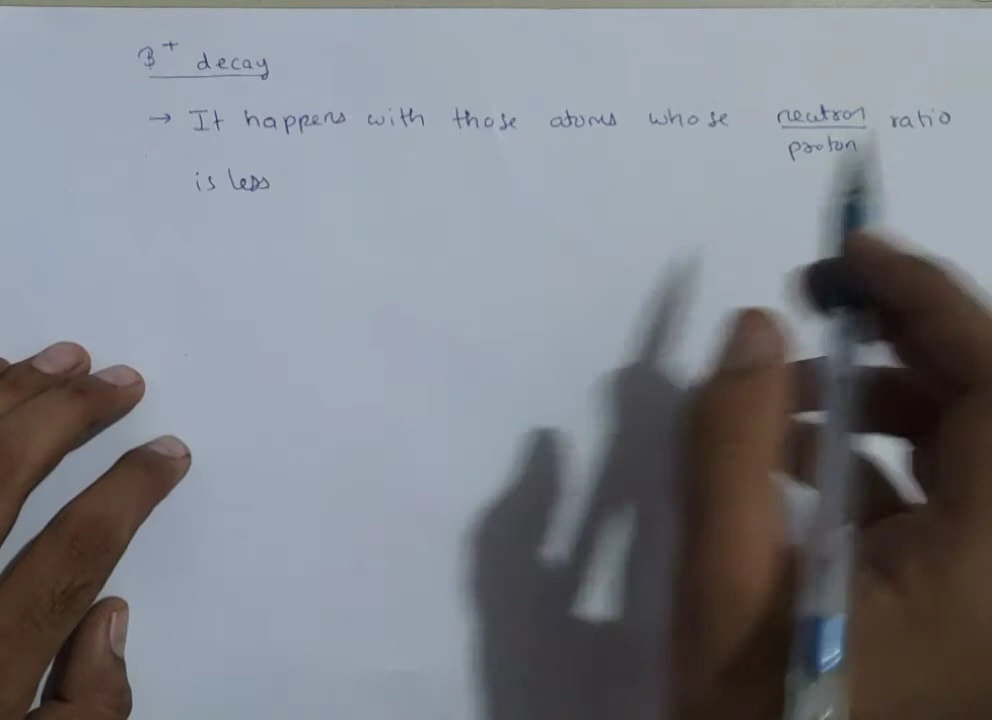 β⁺ decay
→ It happens with those atoms whose neutron/proton ratio
is less